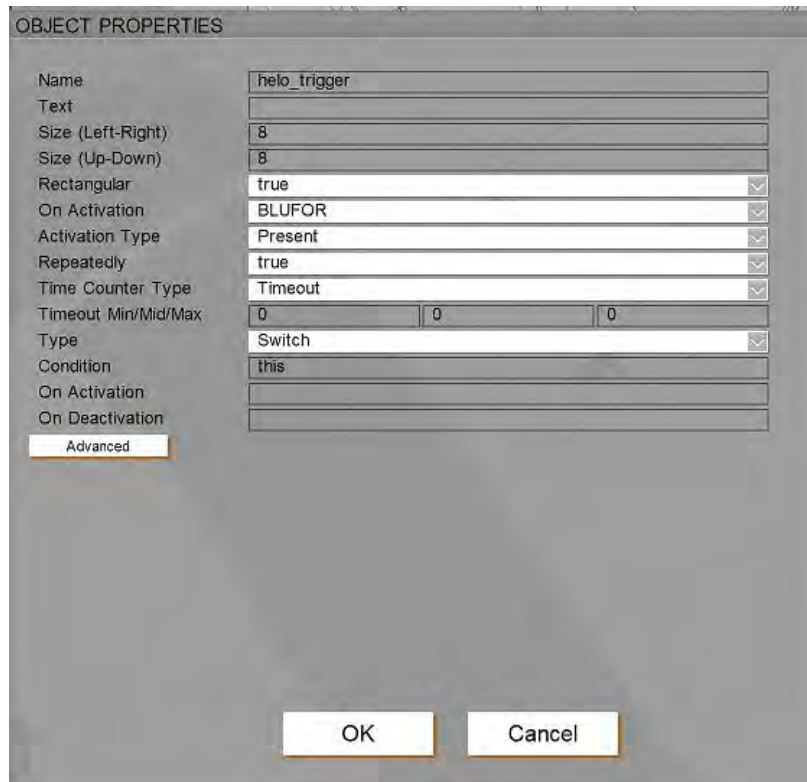 OBJECT PROPERTIES
Name helo_trigger
Text
Size (Left-Right) 8
Size (Up-Down) 8
Rectangular true
On Activation BLUFOR
Activation Type Present
Repeatedly true
Time Counter Type Timeout
Timeout Min/Mid/Max 0 0 0
Type Switch
Condition this
On Activation
On Deactivation
Advanced
OK Cancel